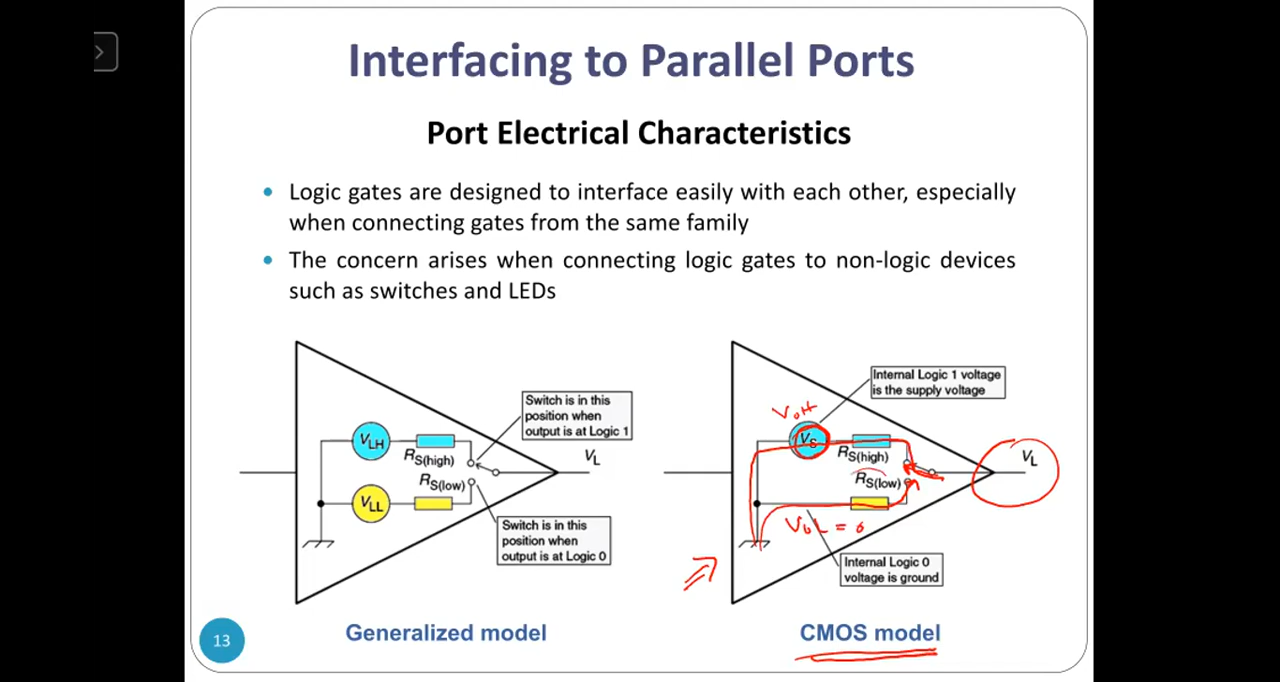 Interfacing to Parallel Ports
Port Electrical Characteristics
• Logic gates are designed to interface easily with each other, especially
when connecting gates from the same family
• The concern arises when connecting logic gates to non-logic devices
such as switches and LEDs
Switch is in this
position when
output is at Logic 1
VLH
RS(high)
VL
RS(low)
VLL
Switch is in this
position when
output is at Logic 0
Generalized model
Internal Logic 1 voltage
is the supply voltage
VOH
VS
RS(high)
VL
RS(low)
VOL = 0
Internal Logic 0
voltage is ground
CMOS model
13